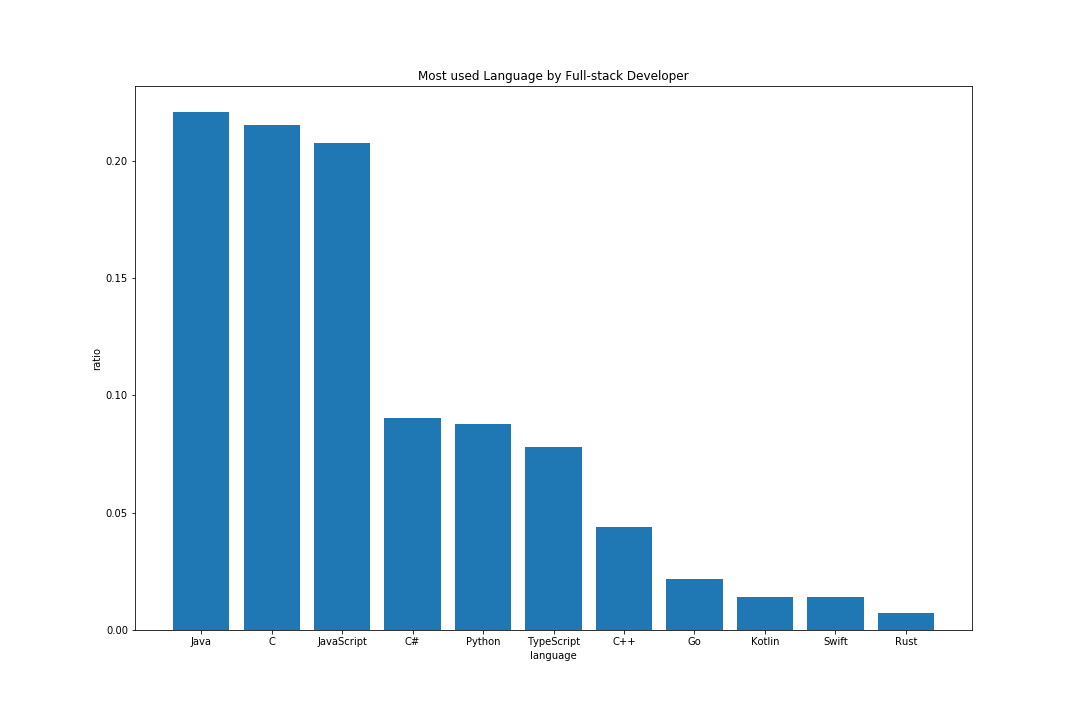 Most used Language by Full-stack Developer
0.20
0.15
0.10
0.05
0.00
ratio
Java C JavaScript C# Python TypeScript C++ Go Kotlin Swift Rust
language